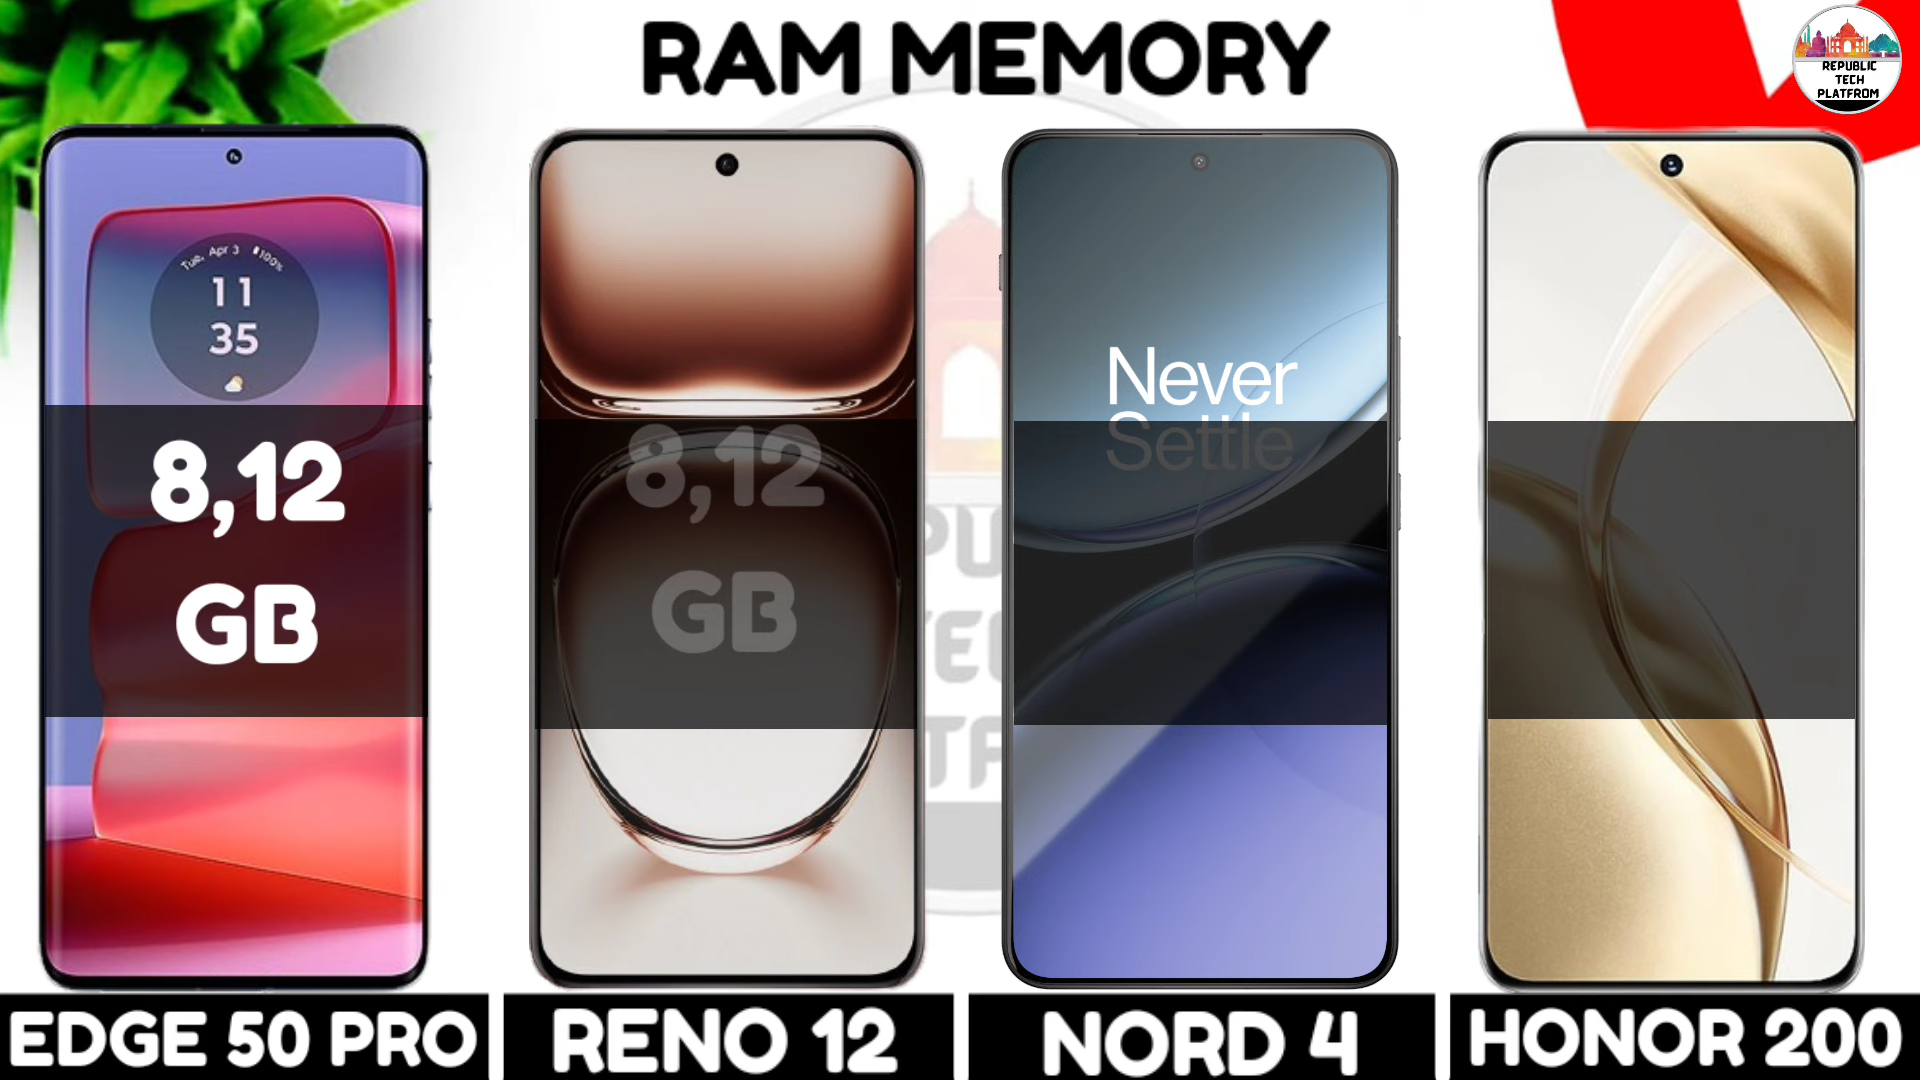 RAM MEMORY
REPUBLIC
TECH
PLATFROM
Tue, Apr 3 100%
11
35
8,12
GB
8,12
GB
Never
Settle
EDGE 50 PRO
RENO 12
NORD 4
HONOR 200